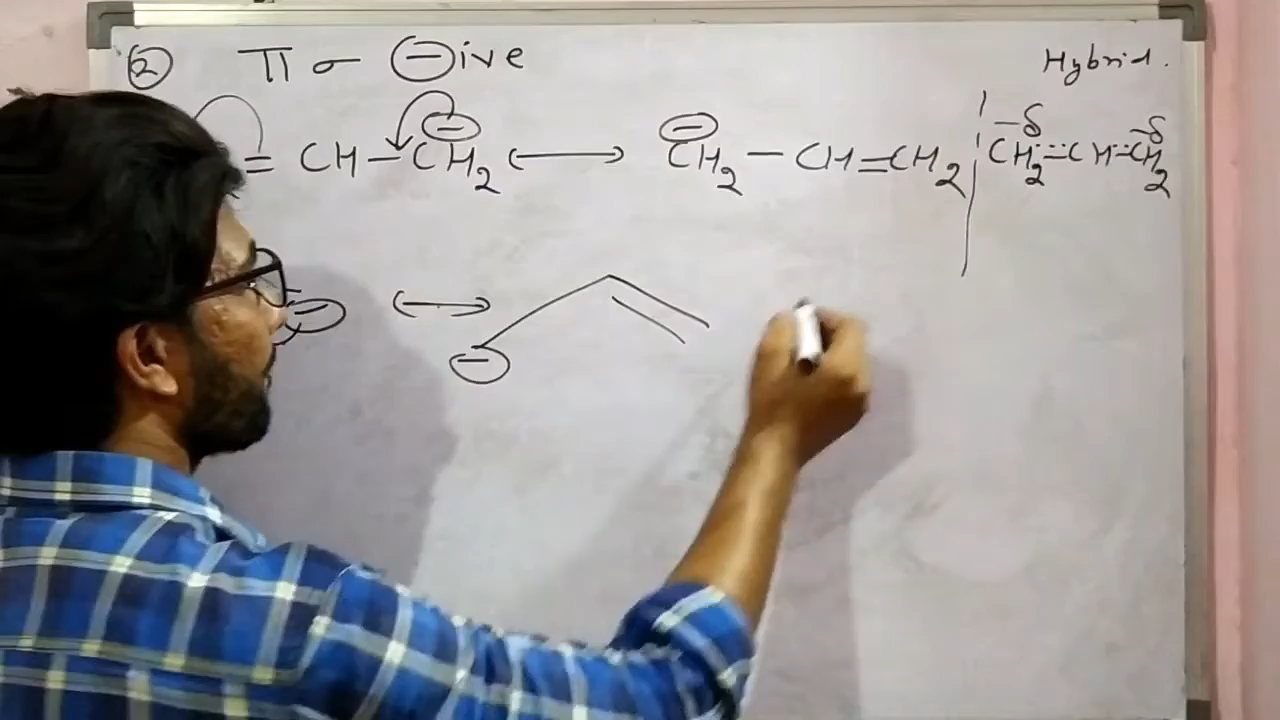 ② π σ ⊖ive
Hybrid.
= CH – CH₂ ⟷ CH₂ – CH = CH₂
⊖ ⊖
-δ -δ
CH₂ = CH = CH₂
⊖ ⟷ ⊖